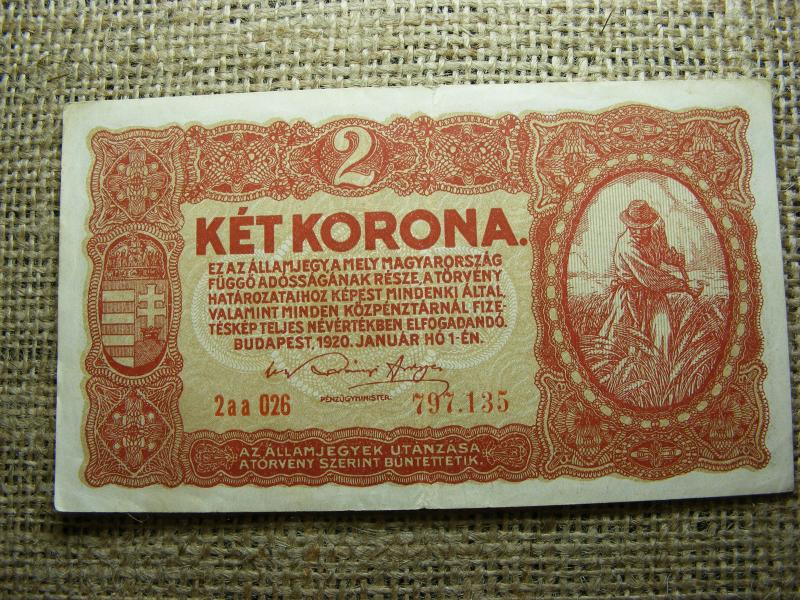 2
KÉT KORONA.
EZ AZ ÁLLAMJEGY, A MELY MAGYARORSZÁG
FÜGGŐ ADÓSSÁGÁNAK RÉSZE, A TÖRVÉNY
HATÁROZATAIHOZ KÉPEST MINDENKI ÁLTAL,
VALAMINT MINDEN KÖZPÉNZTÁRNÁL FIZE-
TÉSKÉP TELJES NÉVÉRTÉKBEN ELFOGADANDÓ.
BUDAPEST, 1920. JANUÁR HÓ 1-ÉN.
PÉNZÜGYMINISTER.
2aa 026 797.135
AZ ÁLLAMJEGYEK UTÁNZÁSA
A TÖRVÉNY SZERINT BÜNTETTETIK.